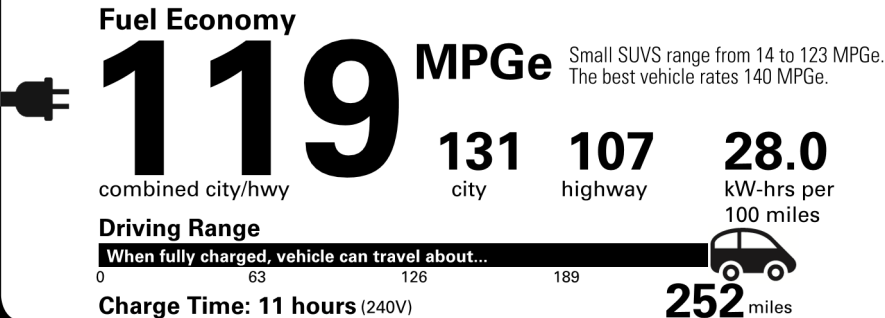 Fuel Economy
119 MPGe
Small SUVS range from 14 to 123 MPGe.
The best vehicle rates 140 MPGe.
combined city/hwy
131
city
107
highway
28.0
kW-hrs per
100 miles
Driving Range
When fully charged, vehicle can travel about...
0 63 126 189
252 miles
Charge Time: 11 hours (240V)